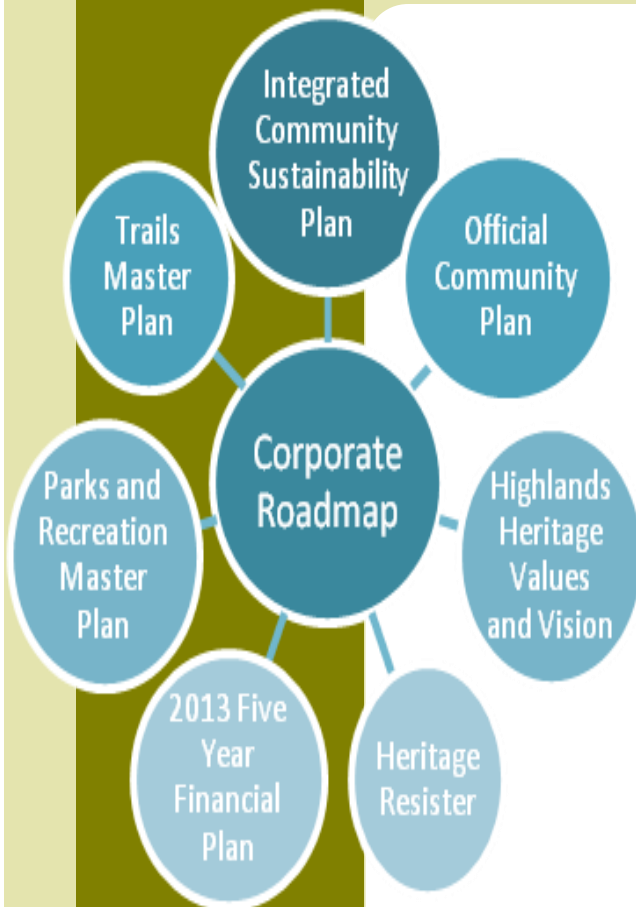 Integrated
Community
Sustainability
Plan
Trails
Master
Plan
Official
Community
Plan
Corporate
Roadmap
Parks and
Recreation
Master
Plan
Highlands
Heritage
Values
and Vision
2013 Five
Year
Financial
Plan
Heritage
Resister